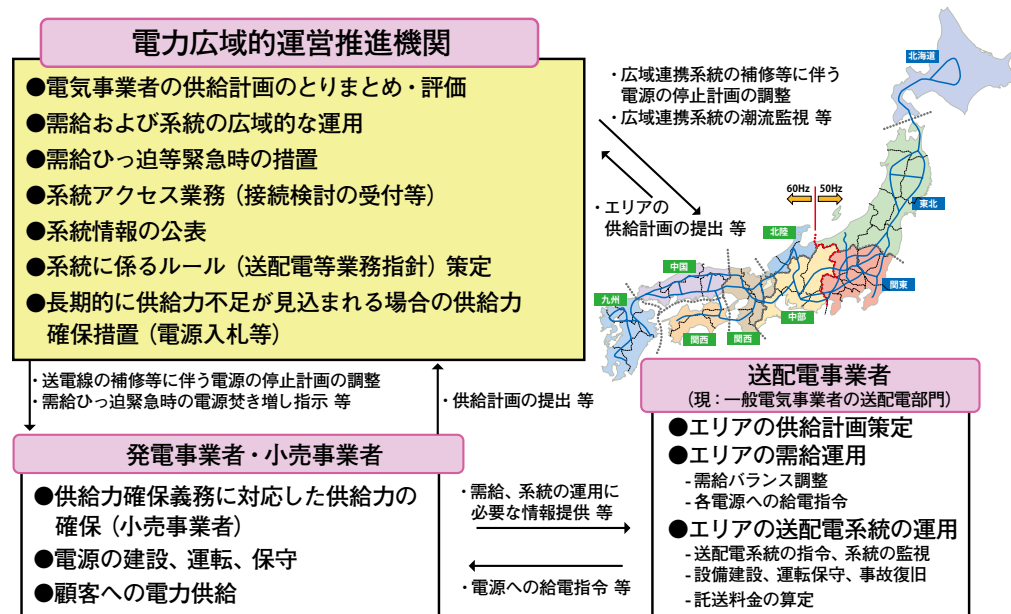 電力広域的運営推進機関
●電気事業者の供給計画のとりまとめ・評価
●需給および系統の広域的な運用
●需給ひっ迫等緊急時の措置
●系統アクセス業務（接続検討の受付等）
●系統情報の公表
●系統に係るルール（送配電等業務指針）策定
●長期的に供給力不足が見込まれる場合の供給力
確保措置（電源入札等）
・広域連携系統の補修等に伴う
電源の停止計画の調整
・広域連携系統の潮流監視 等
・エリアの
供給計画の提出 等
北海道
60Hz
50Hz
東北
北陸
中国
関東
九州
中部
関西
関西
・送電線の補修等に伴う電源の停止計画の調整
・需給ひっ迫緊急時の電源焚き増し指示 等
・供給計画の提出 等
発電事業者・小売事業者
●供給力確保義務に対応した供給力の
確保（小売事業者）
●電源の建設、運転、保守
●顧客への電力供給
・需給、系統の運用に
必要な情報提供 等
・電源への給電指令 等
送配電事業者
（現：一般電気事業者の送配電部門）
●エリアの供給計画策定
●エリアの需給運用
- 需給バランス調整
- 各電源への給電指令
●エリアの送配電系統の運用
- 送配電系統の指令、系統の監視
- 設備建設、運転保守、事故復旧
- 託送料金の算定